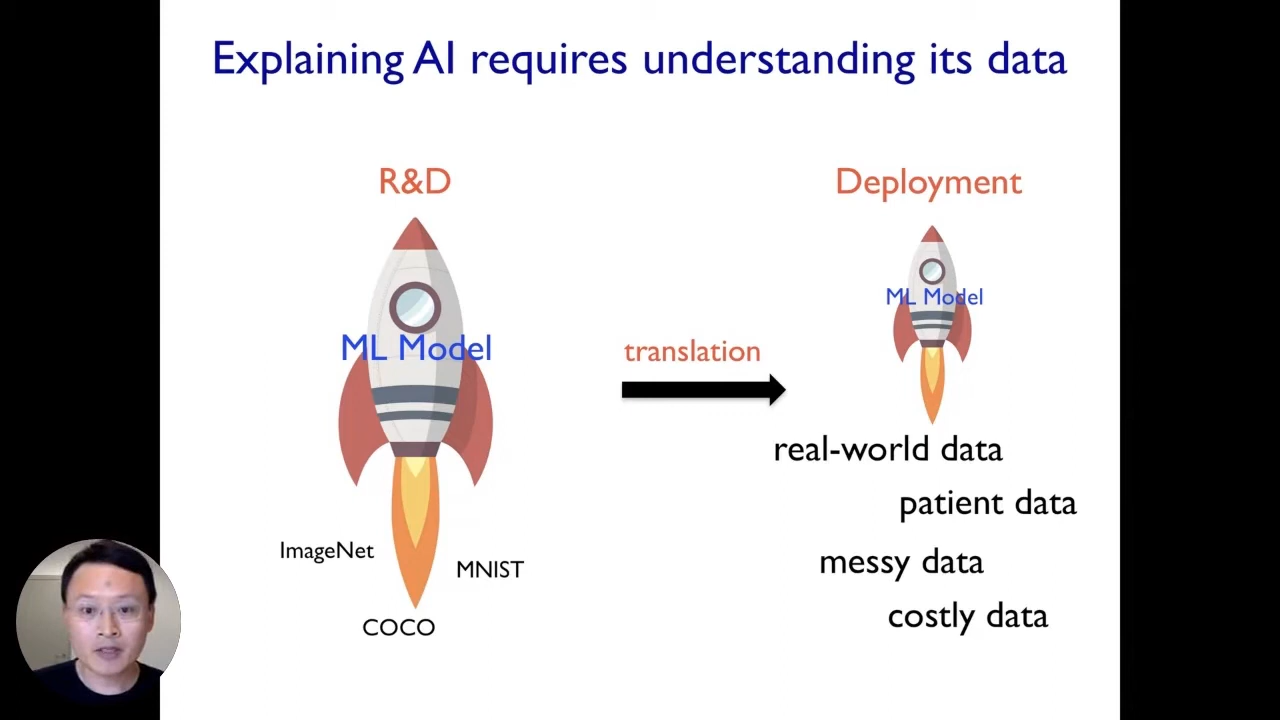 Explaining AI requires understanding its data
R&D
Deployment
ML Model
ML Model
translation
real-world data
patient data
messy data
costly data
ImageNet
MNIST
COCO